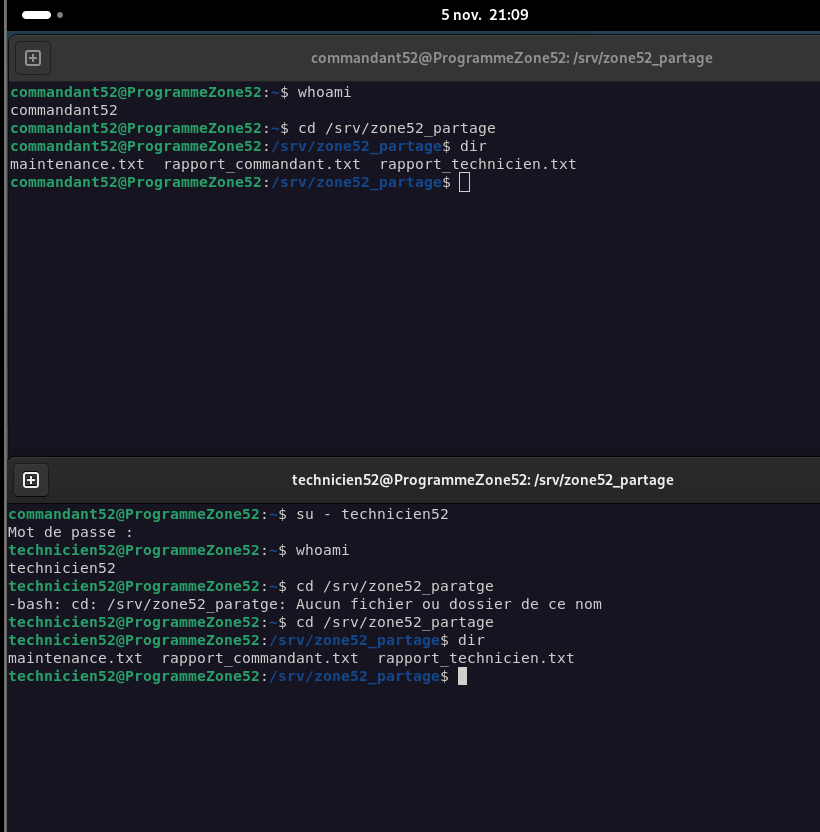 5 nov. 21:09
commandant52@ProgrammeZone52: /srv/zone52_partage
commandant52@ProgrammeZone52:~$ whoami
commandant52
commandant52@ProgrammeZone52:~$ cd /srv/zone52_partage
commandant52@ProgrammeZone52:/srv/zone52_partage$ dir
maintenance.txt  rapport_commandant.txt  rapport_technicien.txt
commandant52@ProgrammeZone52:/srv/zone52_partage$
technicien52@ProgrammeZone52: /srv/zone52_partage
commandant52@ProgrammeZone52:~$ su - technicien52
Mot de passe :
technicien52@ProgrammeZone52:~$ whoami
technicien52
technicien52@ProgrammeZone52:~$ cd /srv/zone52_paratge
-bash: cd: /srv/zone52_paratge: Aucun fichier ou dossier de ce nom
technicien52@ProgrammeZone52:~$ cd /srv/zone52_partage
technicien52@ProgrammeZone52:/srv/zone52_partage$ dir
maintenance.txt  rapport_commandant.txt  rapport_technicien.txt
technicien52@ProgrammeZone52:/srv/zone52_partage$